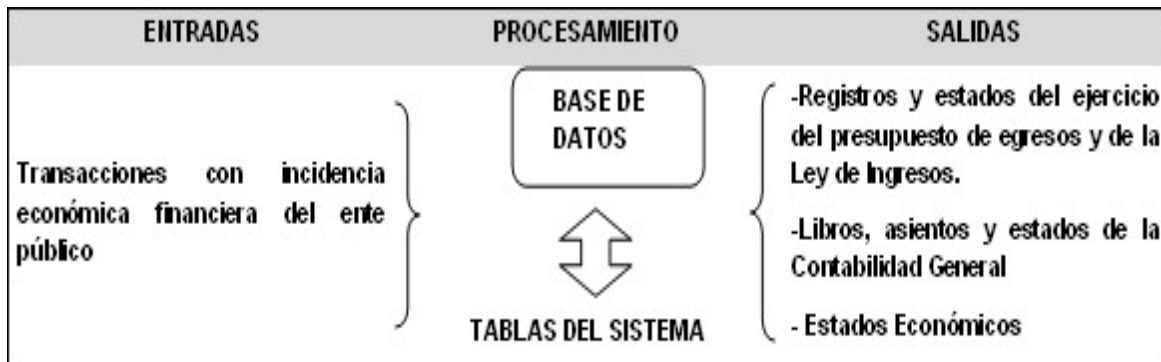 ENTRADAS
PROCESAMIENTO
SALIDAS
Transacciones con incidencia
económica financiera del ente
público
BASE DE
DATOS
TABLAS DEL SISTEMA
-Registros y estados del ejercicio
del presupuesto de egresos y de la
Ley de Ingresos.
-Libros, asientos y estados de la
Contabilidad General
- Estados Económicos